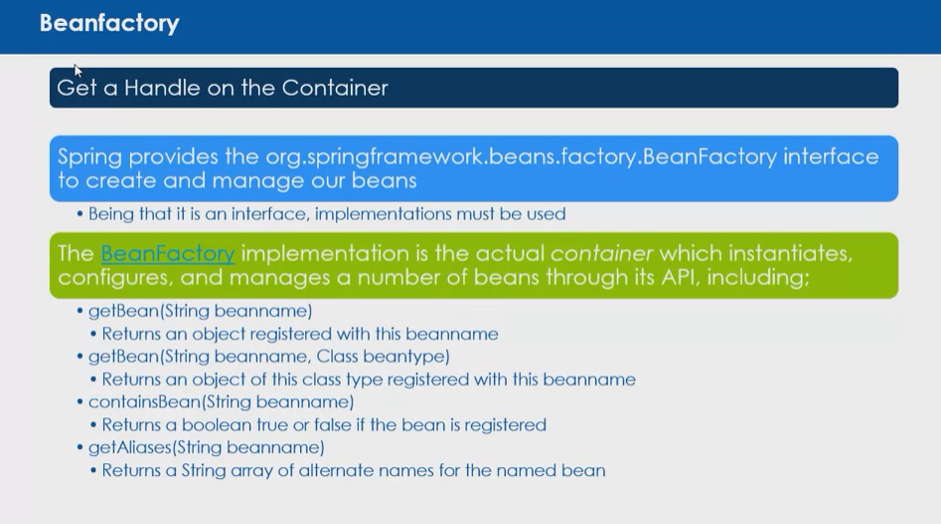 Beanfactory
Get a Handle on the Container
Spring provides the org.springframework.beans.factory.BeanFactory interface
to create and manage our beans
• Being that it is an interface, implementations must be used
The BeanFactory implementation is the actual container which instantiates,
configures, and manages a number of beans through its API, including;
• getBean(String beanname)
• Returns an object registered with this beanname
• getBean(String beanname, Class beantype)
• Returns an object of this class type registered with this beanname
• containsBean(String beanname)
• Returns a boolean true or false if the bean is registered
• getAliases(String beanname)
• Returns a String array of alternate names for the named bean